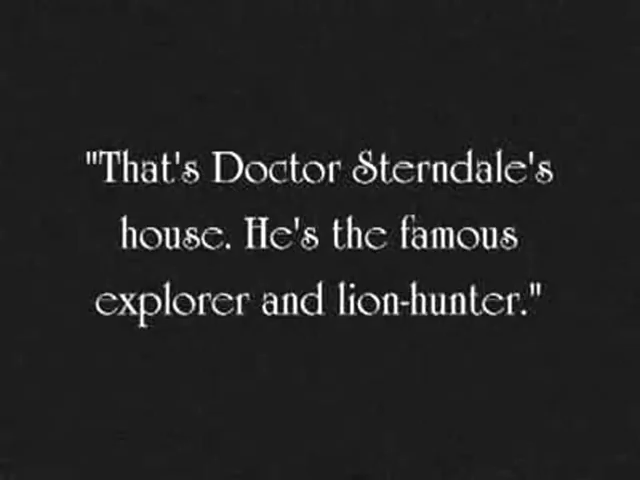 "That's Doctor Sterndale's
house. He's the famous
explorer and lion-hunter."